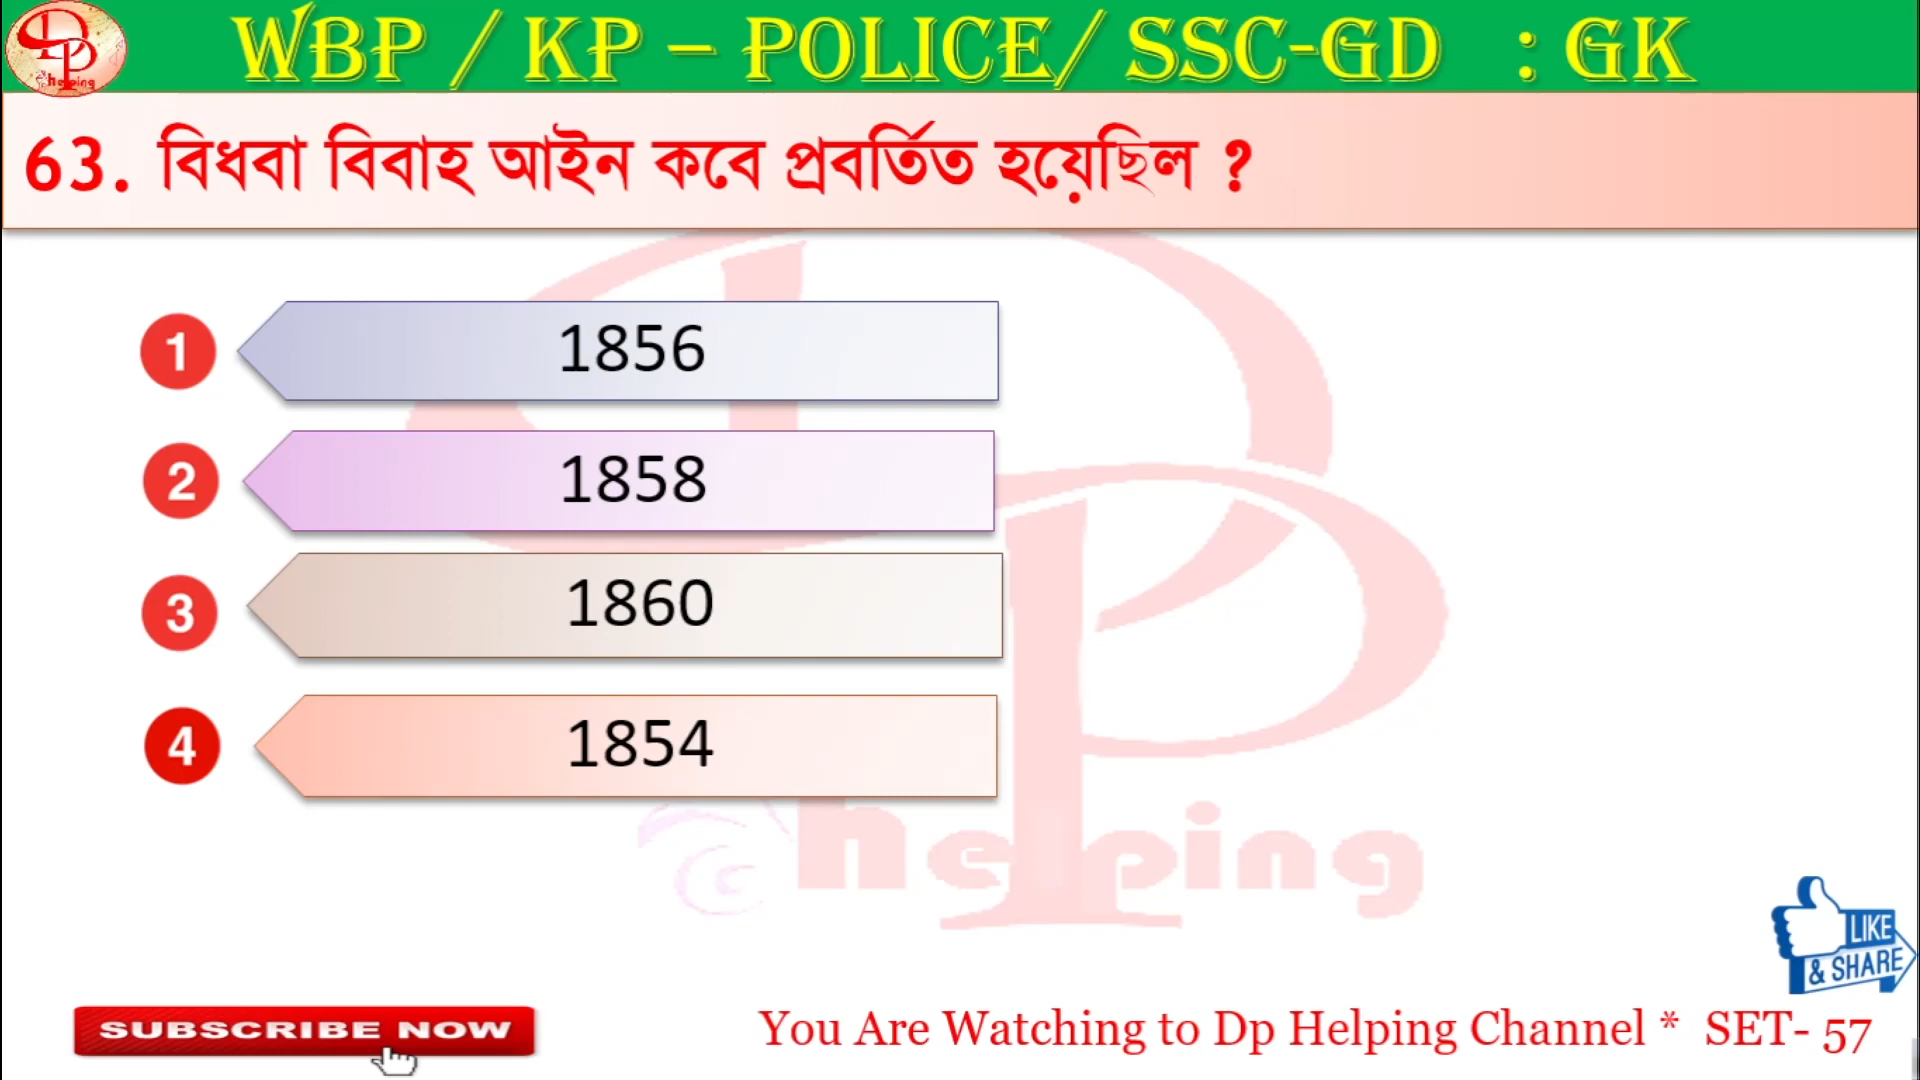 WBP / KP – POLICE/ SSC-GD : GK
63. বিধবা বিবাহ আইন কবে প্রবর্তিত হয়েছিল ?
1 1856
2 1858
3 1860
4 1854
helping
LIKE
& SHARE
SUBSCRIBE NOW
You Are Watching to Dp Helping Channel * SET- 57